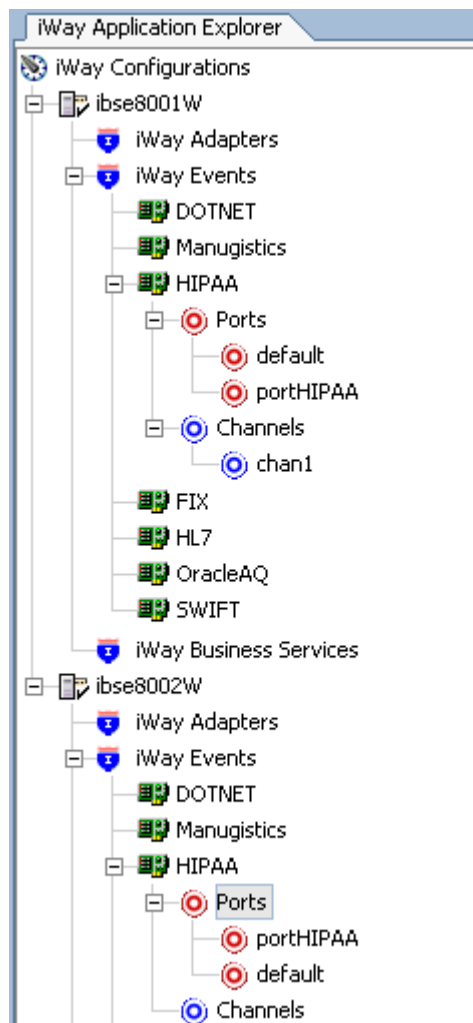 iWay Application Explorer
iWay Configurations
ibse8001W
iWay Adapters
iWay Events
DOTNET
Manugistics
HIPAA
Ports
default
portHIPAA
Channels
chan1
FIX
HL7
OracleAQ
SWIFT
iWay Business Services
ibse8002W
iWay Adapters
iWay Events
DOTNET
Manugistics
HIPAA
Ports
portHIPAA
default
Channels